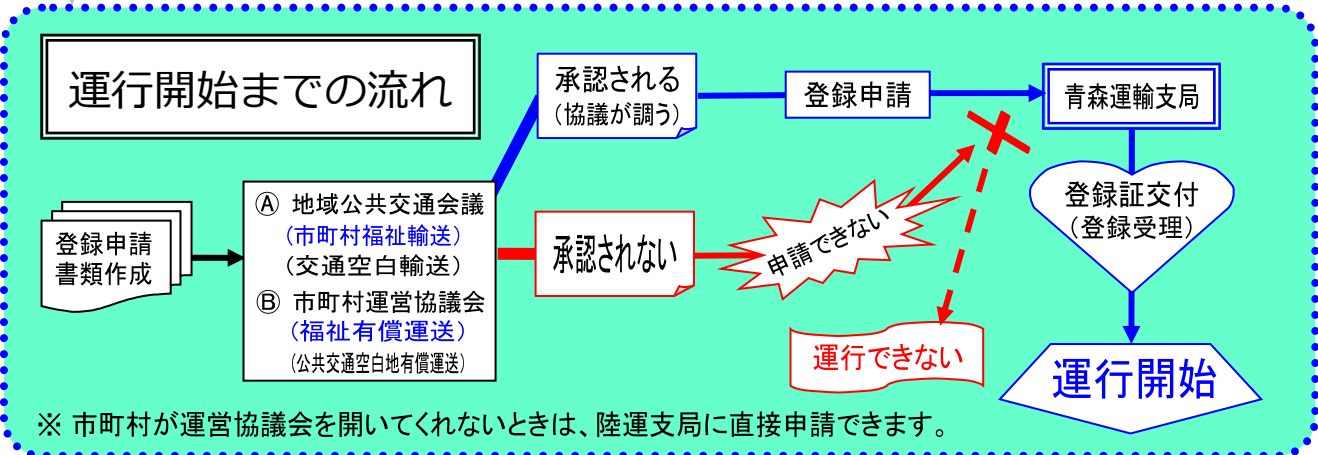 運行開始までの流れ
登録申請
書類作成
Ⓐ 地域公共交通会議
(市町村福祉輸送)
(交通空白輸送)
Ⓑ 市町村運営協議会
(福祉有償運送)
(公共交通空白地有償運送)
承認される
(協議が調う)
登録申請
青森運輸支局
登録証交付
(登録受理)
運行開始
承認されない
申請できない
運行できない
※ 市町村が運営協議会を開いてくれないときは、陸運支局に直接申請できます。